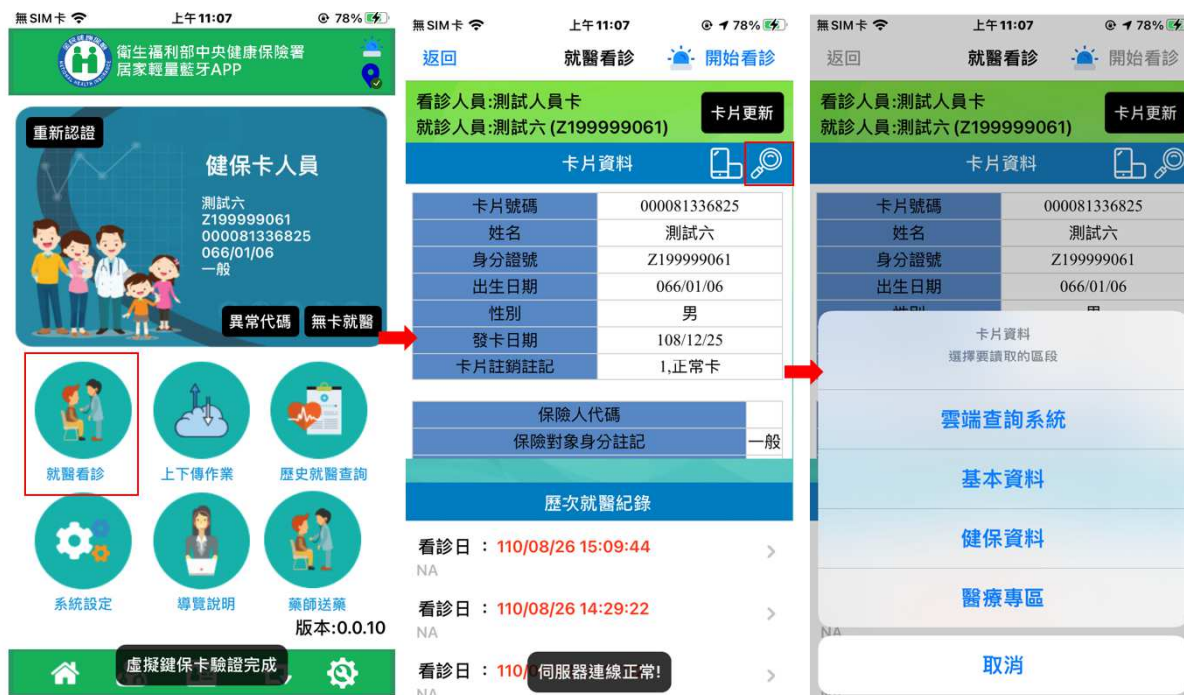 無SIM卡
上午11:07
78%
衛生福利部中央健康保險署
居家輕量藍牙APP
重新認證
健保卡人員
測試六
Z199999061
000081336825
066/01/06
一般
異常代碼
無卡就醫
就醫看診
上下傳作業
歷史就醫查詢
系統設定
導覽說明
藥師送藥
版本:0.0.10
虛擬鍵保卡驗證完成
無SIM卡
上午11:07
78%
返回
就醫看診
開始看診
看診人員:測試人員卡
就診人員:測試六 (Z199999061)
卡片更新
卡片資料
卡片號碼 000081336825
姓名 測試六
身分證號 Z199999061
出生日期 066/01/06
性別 男
發卡日期 108/12/25
卡片註銷註記 1,正常卡
保險人代碼
保險對象身分註記 一般
歷次就醫紀錄
看診日 : 110/08/26 15:09:44
NA
看診日 : 110/08/26 14:29:22
NA
看診日 : 110/0
伺服器連線正常!
NA
無SIM卡
上午11:07
78%
返回
就醫看診
開始看診
看診人員:測試人員卡
就診人員:測試六 (Z199999061)
卡片更新
卡片資料
卡片號碼 000081336825
姓名 測試六
身分證號 Z199999061
出生日期 066/01/06
卡片資料
選擇要讀取的區段
雲端查詢系統
基本資料
健保資料
醫療專區
NA
取消